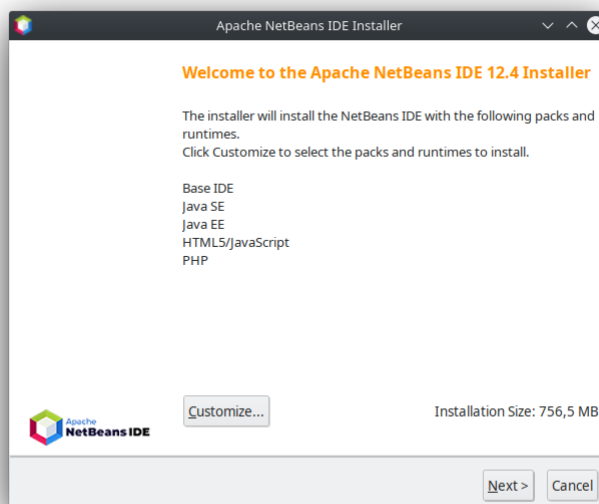 Apache NetBeans IDE Installer
Welcome to the Apache NetBeans IDE 12.4 Installer
The installer will install the NetBeans IDE with the following packs and
runtimes.
Click Customize to select the packs and runtimes to install.
Base IDE
Java SE
Java EE
HTML5/JavaScript
PHP
Customize...
Installation Size: 756,5 MB
Apache
NetBeans IDE
Next >
Cancel